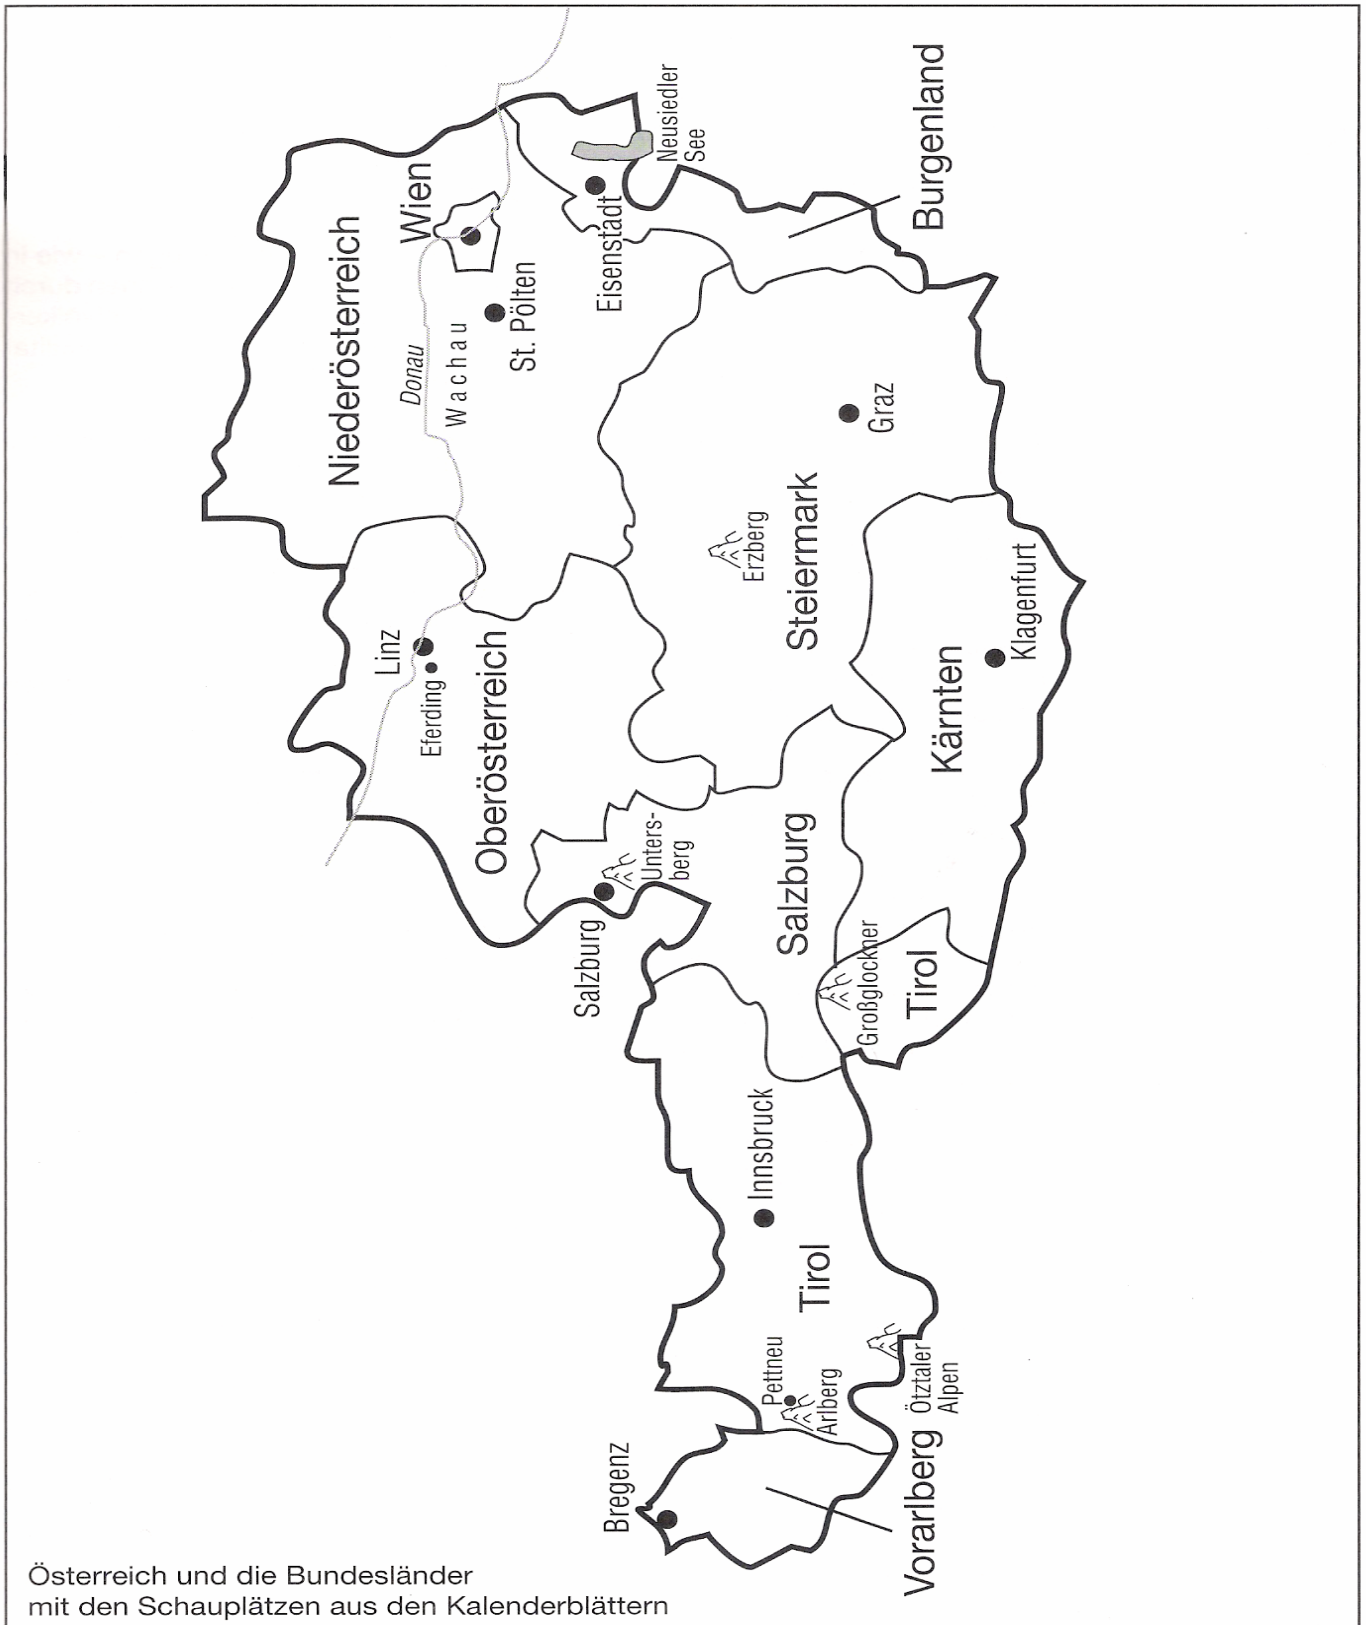 Niederösterreich
Wien
Donau
Wachau
St. Pölten
Eisenstadt
Neusiedler
See
Burgenland
Linz
Eferding
Oberösterreich
Erzberg
Steiermark
Graz
Salzburg
Unters-
berg
Salzburg
Kärnten
Klagenfurt
Großglockner
Tirol
Innsbruck
Tirol
Pettneu
Arlberg
Ötztaler
Alpen
Bregenz
Vorarlberg
Österreich und die Bundesländer
mit den Schauplätzen aus den Kalenderblättern